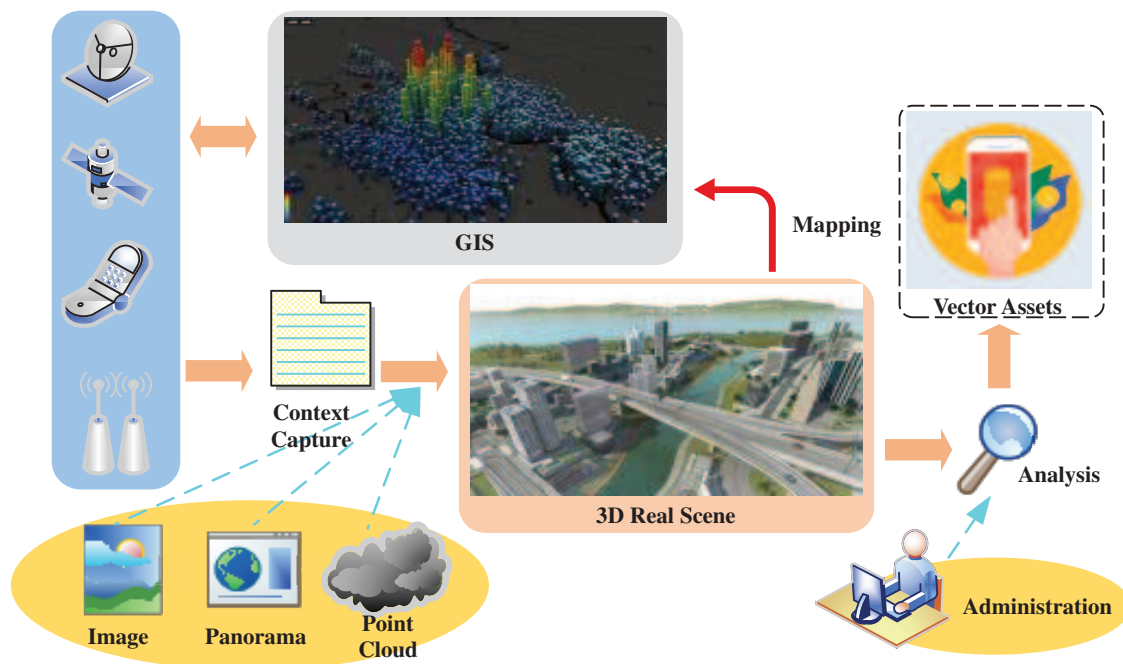 GIS
Mapping
Vector Assets
Context
Capture
3D Real Scene
Analysis
Image
Panorama
Point
Cloud
Administration